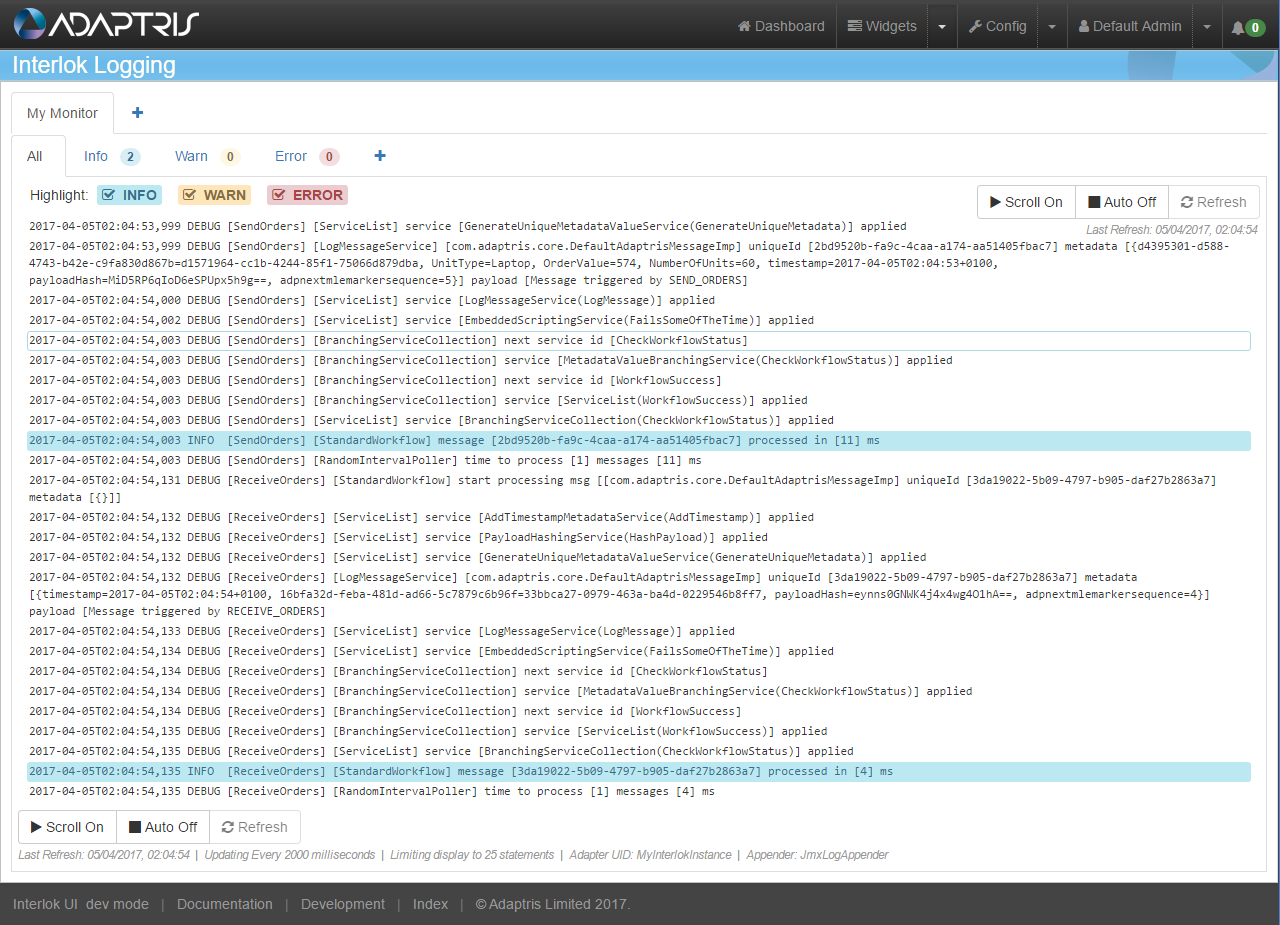 ADAPTRIS
Dashboard Widgets Config Default Admin 0
Interlok Logging
My Monitor +
All Info 2 Warn 0 Error 0 +
Highlight: INFO WARN ERROR Scroll On Auto Off Refresh
Last Refresh: 05/04/2017, 02:04:54
2017-04-05T02:04:53,999 DEBUG [SendOrders] [ServiceList] service [GenerateUniqueMetadataValueService(GenerateUniqueMetadata)] applied
2017-04-05T02:04:53,999 DEBUG [SendOrders] [LogMessageService] [com.adaptris.core.DefaultAdaptrisMessageImp] uniqueId [2bd9520b-fa9c-4caa-a174-aa51405fbac7] metadata [{d4395301-d588-
4743-b42e-c9fa830d867b=d1571964-cc1b-4244-85f1-75066d879dba, UnitType=Laptop, OrderValue=574, NumberOfUnits=60, timestamp=2017-04-05T02:04:53+0100,
payloadHash=MiD5RP6qIoD6eSPUpx5h9g==, adpnextmlemarkersequence=5}] payload [Message triggered by SEND_ORDERS]
2017-04-05T02:04:54,000 DEBUG [SendOrders] [ServiceList] service [LogMessageService(LogMessage)] applied
2017-04-05T02:04:54,002 DEBUG [SendOrders] [ServiceList] service [EmbeddedScriptingService(FailsSomeOfTheTime)] applied
2017-04-05T02:04:54,003 DEBUG [SendOrders] [BranchingServiceCollection] next service id [CheckWorkflowStatus]
2017-04-05T02:04:54,003 DEBUG [SendOrders] [BranchingServiceCollection] service [MetadataValueBranchingService(CheckWorkflowStatus)] applied
2017-04-05T02:04:54,003 DEBUG [SendOrders] [BranchingServiceCollection] next service id [WorkflowSuccess]
2017-04-05T02:04:54,003 DEBUG [SendOrders] [BranchingServiceCollection] service [ServiceList(WorkflowSuccess)] applied
2017-04-05T02:04:54,003 DEBUG [SendOrders] [ServiceList] service [BranchingServiceCollection(CheckWorkflowStatus)] applied
2017-04-05T02:04:54,003 INFO [SendOrders] [StandardWorkflow] message [2bd9520b-fa9c-4caa-a174-aa51405fbac7] processed in [11] ms
2017-04-05T02:04:54,003 DEBUG [SendOrders] [RandomIntervalPoller] time to process [1] messages [11] ms
2017-04-05T02:04:54,131 DEBUG [ReceiveOrders] [StandardWorkflow] start processing msg [[com.adaptris.core.DefaultAdaptrisMessageImp] uniqueId [3da19022-5b09-4797-b905-daf27b2863a7]
metadata [{}]]
2017-04-05T02:04:54,132 DEBUG [ReceiveOrders] [ServiceList] service [AddTimestampMetadataService(AddTimestamp)] applied
2017-04-05T02:04:54,132 DEBUG [ReceiveOrders] [ServiceList] service [PayloadHashingService(HashPayload)] applied
2017-04-05T02:04:54,132 DEBUG [ReceiveOrders] [ServiceList] service [GenerateUniqueMetadataValueService(GenerateUniqueMetadata)] applied
2017-04-05T02:04:54,132 DEBUG [ReceiveOrders] [LogMessageService] [com.adaptris.core.DefaultAdaptrisMessageImp] uniqueId [3da19022-5b09-4797-b905-daf27b2863a7] metadata
[{timestamp=2017-04-05T02:04:54+0100, 16bfa32d-feba-481d-ad66-5c7879c6b96f=33bbca27-0979-463a-ba4d-0229546b8ff7, payloadHash=eynns0GNWK4j4x4wg4O1hA==, adpnextmlemarkersequence=4}]
payload [Message triggered by RECEIVE_ORDERS]
2017-04-05T02:04:54,133 DEBUG [ReceiveOrders] [ServiceList] service [LogMessageService(LogMessage)] applied
2017-04-05T02:04:54,134 DEBUG [ReceiveOrders] [ServiceList] service [EmbeddedScriptingService(FailsSomeOfTheTime)] applied
2017-04-05T02:04:54,134 DEBUG [ReceiveOrders] [BranchingServiceCollection] next service id [CheckWorkflowStatus]
2017-04-05T02:04:54,134 DEBUG [ReceiveOrders] [BranchingServiceCollection] service [MetadataValueBranchingService(CheckWorkflowStatus)] applied
2017-04-05T02:04:54,134 DEBUG [ReceiveOrders] [BranchingServiceCollection] next service id [WorkflowSuccess]
2017-04-05T02:04:54,135 DEBUG [ReceiveOrders] [BranchingServiceCollection] service [ServiceList(WorkflowSuccess)] applied
2017-04-05T02:04:54,135 DEBUG [ReceiveOrders] [ServiceList] service [BranchingServiceCollection(CheckWorkflowStatus)] applied
2017-04-05T02:04:54,135 INFO [ReceiveOrders] [StandardWorkflow] message [3da19022-5b09-4797-b905-daf27b2863a7] processed in [4] ms
2017-04-05T02:04:54,135 DEBUG [ReceiveOrders] [RandomIntervalPoller] time to process [1] messages [4] ms
Scroll On Auto Off Refresh
Last Refresh: 05/04/2017, 02:04:54 | Updating Every 2000 milliseconds | Limiting display to 25 statements | Adapter UID: MyInterlokInstance | Appender: JmxLogAppender
Interlok UI dev mode | Documentation | Development | Index | © Adaptris Limited 2017.